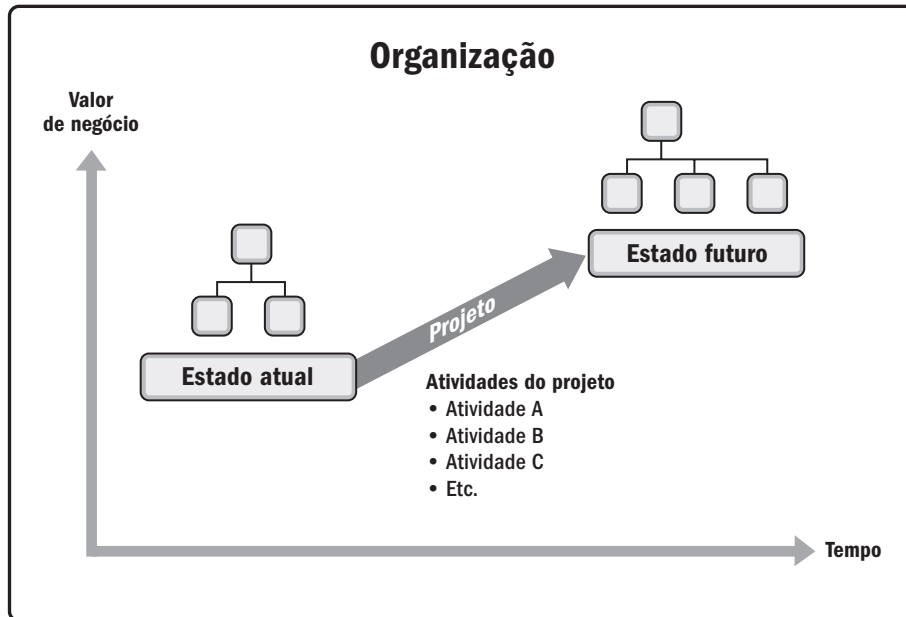 Organização
Valor
de negócio
Estado futuro
Projeto
Estado atual
Atividades do projeto
• Atividade A
• Atividade B
• Atividade C
• Etc.
Tempo